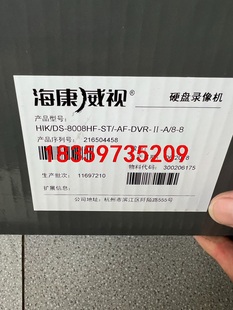 海康威视 硬盘录像机
产品型号:
HIK/DS-8008HF-ST/-AF-DVR-Ⅱ-A/8-8
产品序列号: 216504458
18059735209
物料代码: 300206175
生产批次: 11697210
扩展信息:
公司地址: 杭州市滨江区阡陌路555号